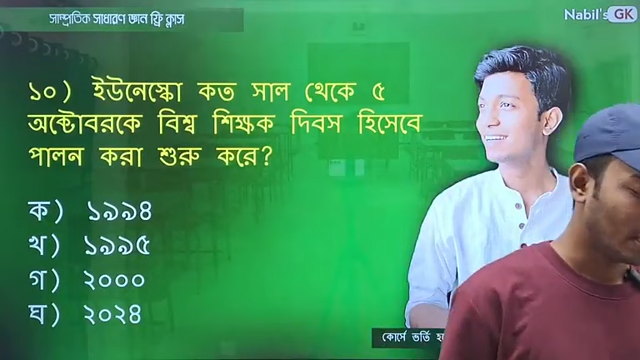 সাম্প্রতিক সাধারণ জ্ঞান ফ্রি ক্লাস
Nabil's GK
১০) ইউনেস্কো কত সাল থেকে ৫
অক্টোবরকে বিশ্ব শিক্ষক দিবস হিসেবে
পালন করা শুরু করে?
ক) ১৯৯৪
খ) ১৯৯৫
গ) ২০০০
ঘ) ২০২৪
কোর্সে ভর্তি